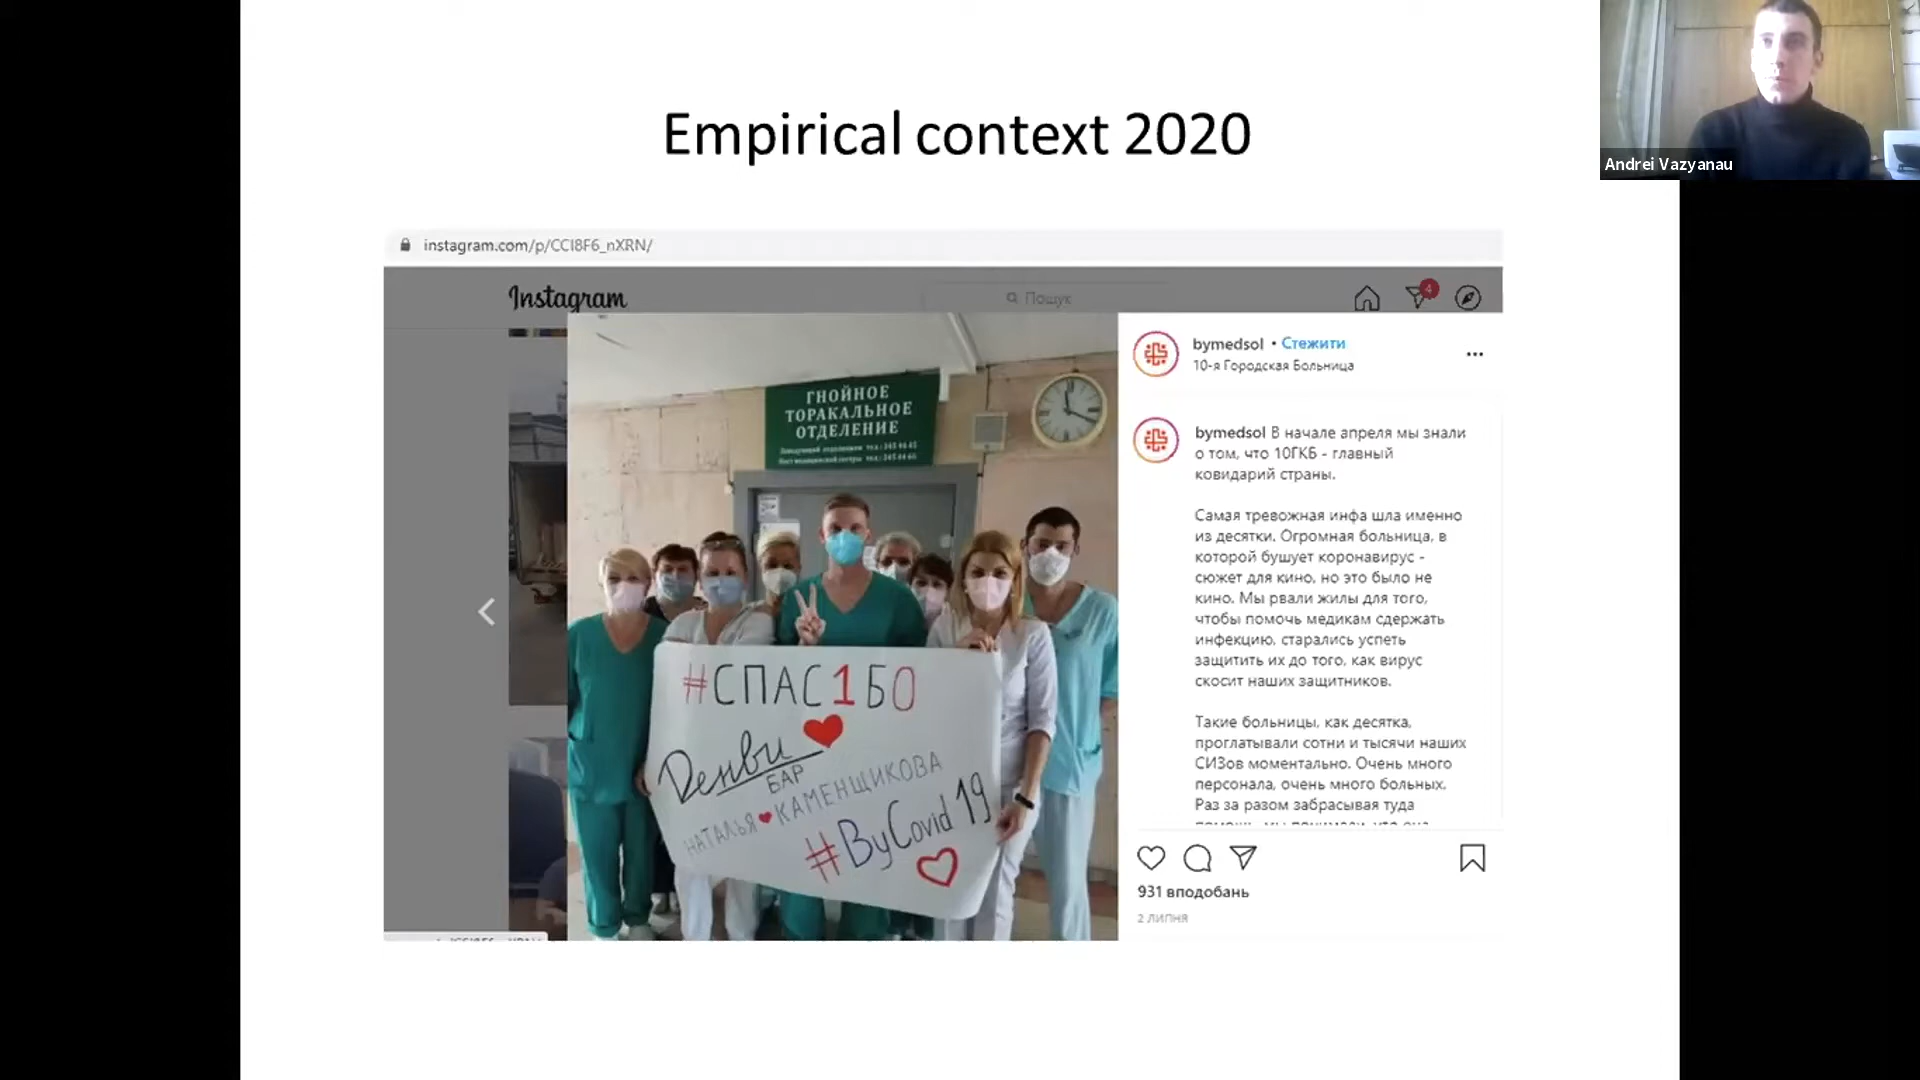 Empirical context 2020
Andrei Vazyanau
instagram.com/p/CCI8F6_nXRN/
Instagram
Пошук
4
ГНОЙНОЕ
ТОРАКАЛЬНОЕ
ОТДЕЛЕНИЕ
#СПАС1Б0
Денви
БАР
НАТАЛЬЯ КАМЕНЩИКОВА
#ByCovid19
bymedsol • Стежити
10-я Городская Больница
bymedsol В начале апреля мы знали
о том, что 10ГКБ - главный
ковидарий страны.
Самая тревожная инфа шла именно
из десятки. Огромная больница, в
которой бушует коронавирус -
сюжет для кино, но это было не
кино. Мы рвали жилы для того,
чтобы помочь медикам сдержать
инфекцию, старались успеть
защитить их до того, как вирус
скосит наших защитников.
Такие больницы, как десятка,
проглатывали сотни и тысячи наших
СИЗов моментально. Очень много
персонала, очень много больных.
Раз за разом забрасывая туда
931 вподобань
2 ЛИПНЯ